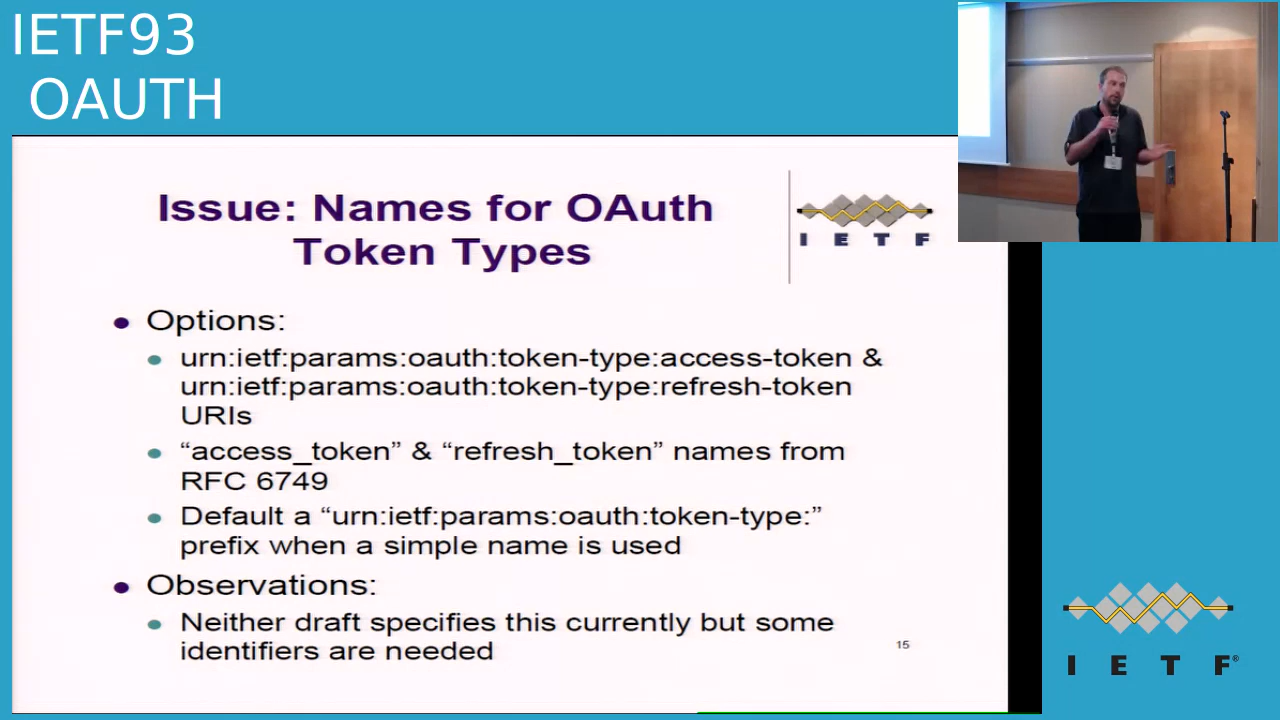 IETF93
OAUTH
Issue: Names for OAuth
Token Types
I E T F
• Options:
• urn:ietf:params:oauth:token-type:access-token &
urn:ietf:params:oauth:token-type:refresh-token
URIs
• “access_token” & “refresh_token” names from
RFC 6749
• Default a “urn:ietf:params:oauth:token-type:”
prefix when a simple name is used
• Observations:
• Neither draft specifies this currently but some
identifiers are needed
15
I E T F®